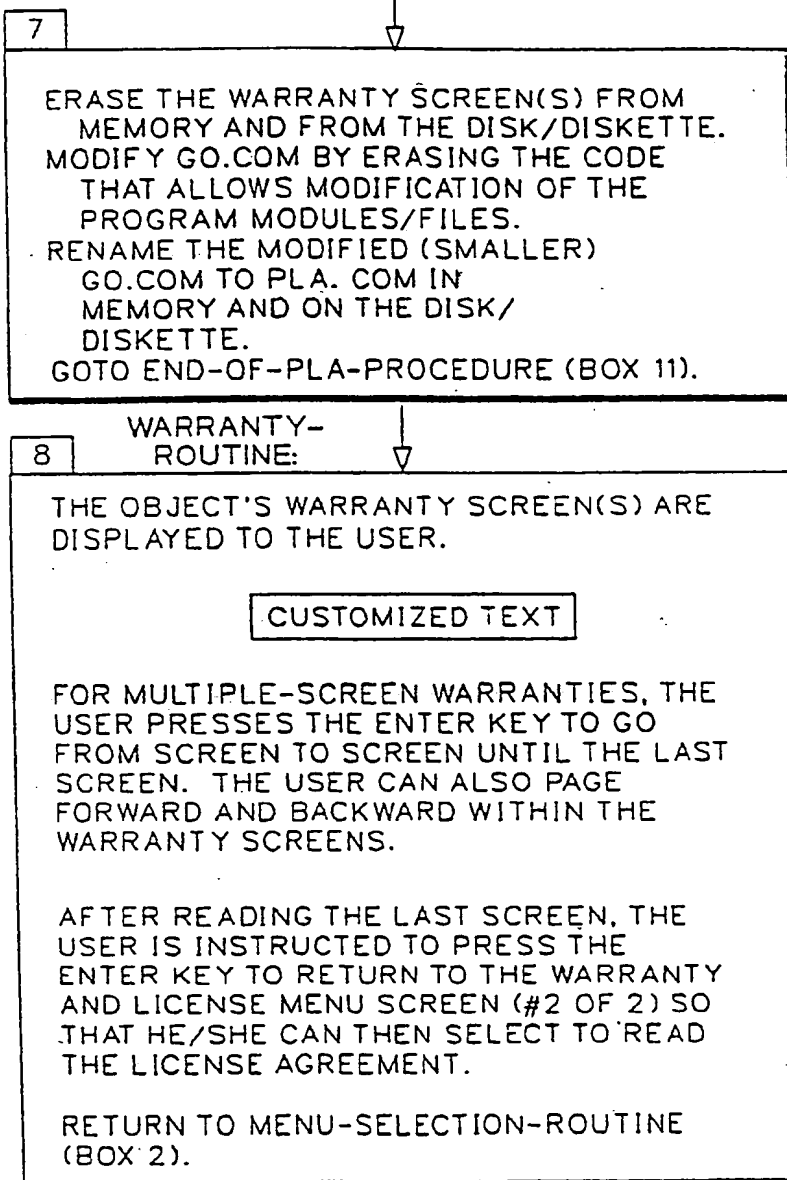 7
ERASE THE WARRANTY SCREEN(S) FROM
MEMORY AND FROM THE DISK/DISKETTE.
MODIFY GO.COM BY ERASING THE CODE
THAT ALLOWS MODIFICATION OF THE
PROGRAM MODULES/FILES.
RENAME THE MODIFIED (SMALLER)
GO.COM TO PLA. COM IN
MEMORY AND ON THE DISK/
DISKETTE.
GOTO END-OF-PLA-PROCEDURE (BOX 11).
WARRANTY-
ROUTINE:
8
THE OBJECT'S WARRANTY SCREEN(S) ARE
DISPLAYED TO THE USER.
CUSTOMIZED TEXT
FOR MULTIPLE-SCREEN WARRANTIES, THE
USER PRESSES THE ENTER KEY TO GO
FROM SCREEN TO SCREEN UNTIL THE LAST
SCREEN. THE USER CAN ALSO PAGE
FORWARD AND BACKWARD WITHIN THE
WARRANTY SCREENS.
AFTER READING THE LAST SCREEN, THE
USER IS INSTRUCTED TO PRESS THE
ENTER KEY TO RETURN TO THE WARRANTY
AND LICENSE MENU SCREEN (#2 OF 2) SO
THAT HE/SHE CAN THEN SELECT TO READ
THE LICENSE AGREEMENT.
RETURN TO MENU-SELECTION-ROUTINE
(BOX 2).